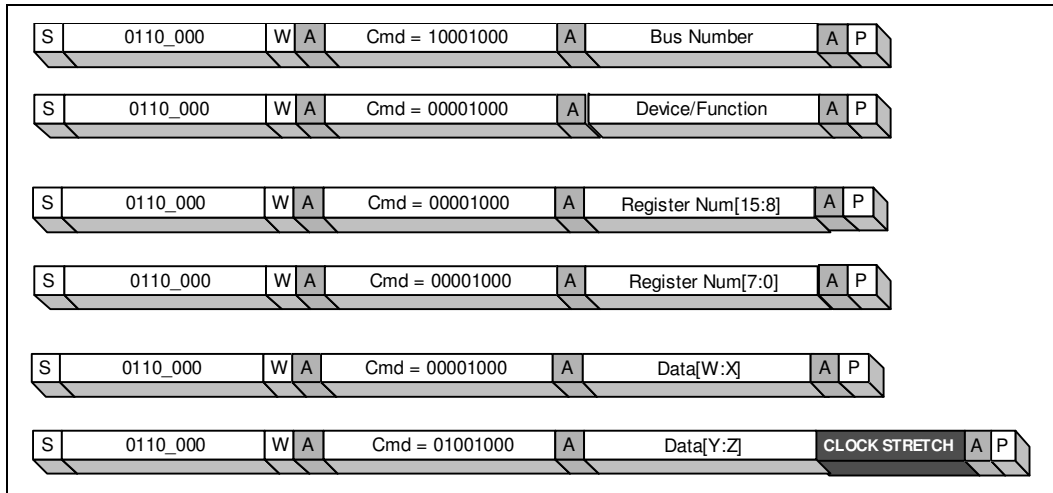 S 0110_000 W A Cmd = 10001000 A Bus Number A P
S 0110_000 W A Cmd = 00001000 A Device/Function A P
S 0110_000 W A Cmd = 00001000 A Register Num[15:8] A P
S 0110_000 W A Cmd = 00001000 A Register Num[7:0] A P
S 0110_000 W A Cmd = 00001000 A Data[W:X] A P
S 0110_000 W A Cmd = 01001000 A Data[Y:Z] CLOCK STRETCH A P